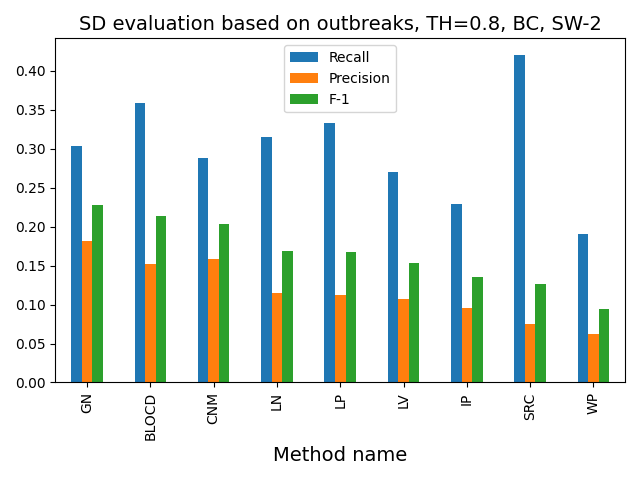 SD evaluation based on outbreaks, TH=0.8, BC, SW-2
Recall
Precision
F-1
0.40
0.35
0.30
0.25
0.20
0.15
0.10
0.05
0.00
GN
BLOCD
CNM
LN
LP
LV
IP
SRC
WP
Method name